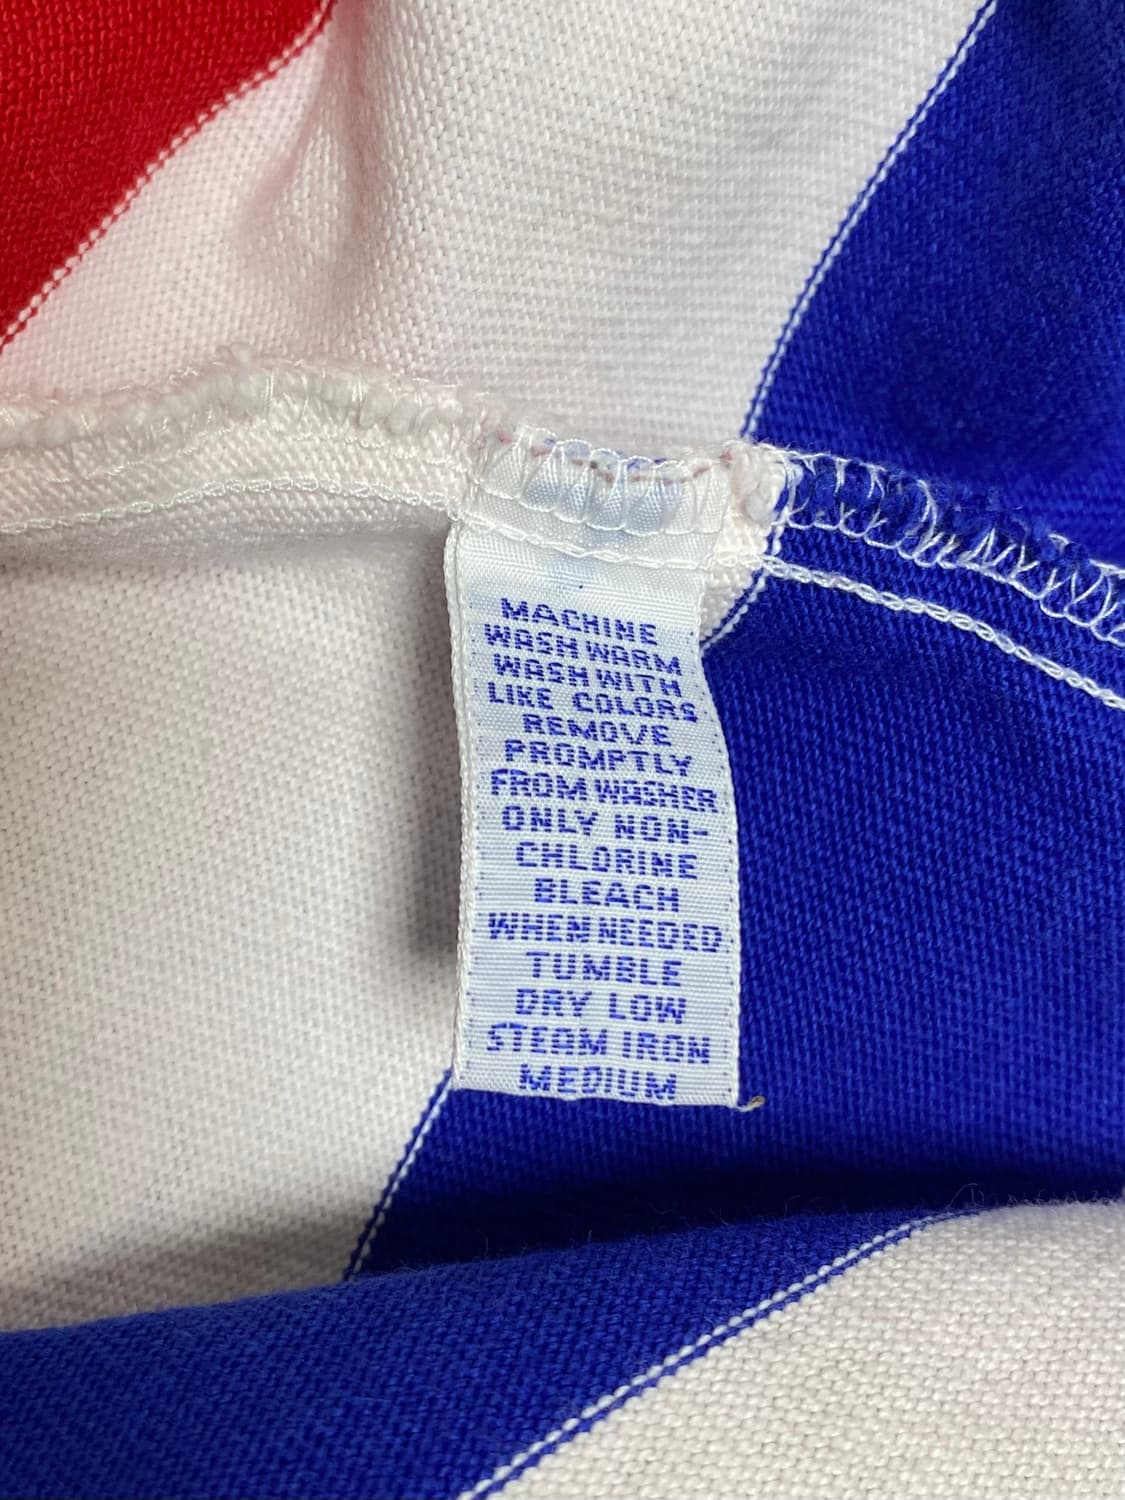 MACHINE
WASH WARM
WASH WITH
LIKE COLORS
REMOVE
PROMPTLY
FROM WASHER
ONLY NON-
CHLORINE
BLEACH
WHEN NEEDED
TUMBLE
DRY LOW
STEAM IRON
MEDIUM